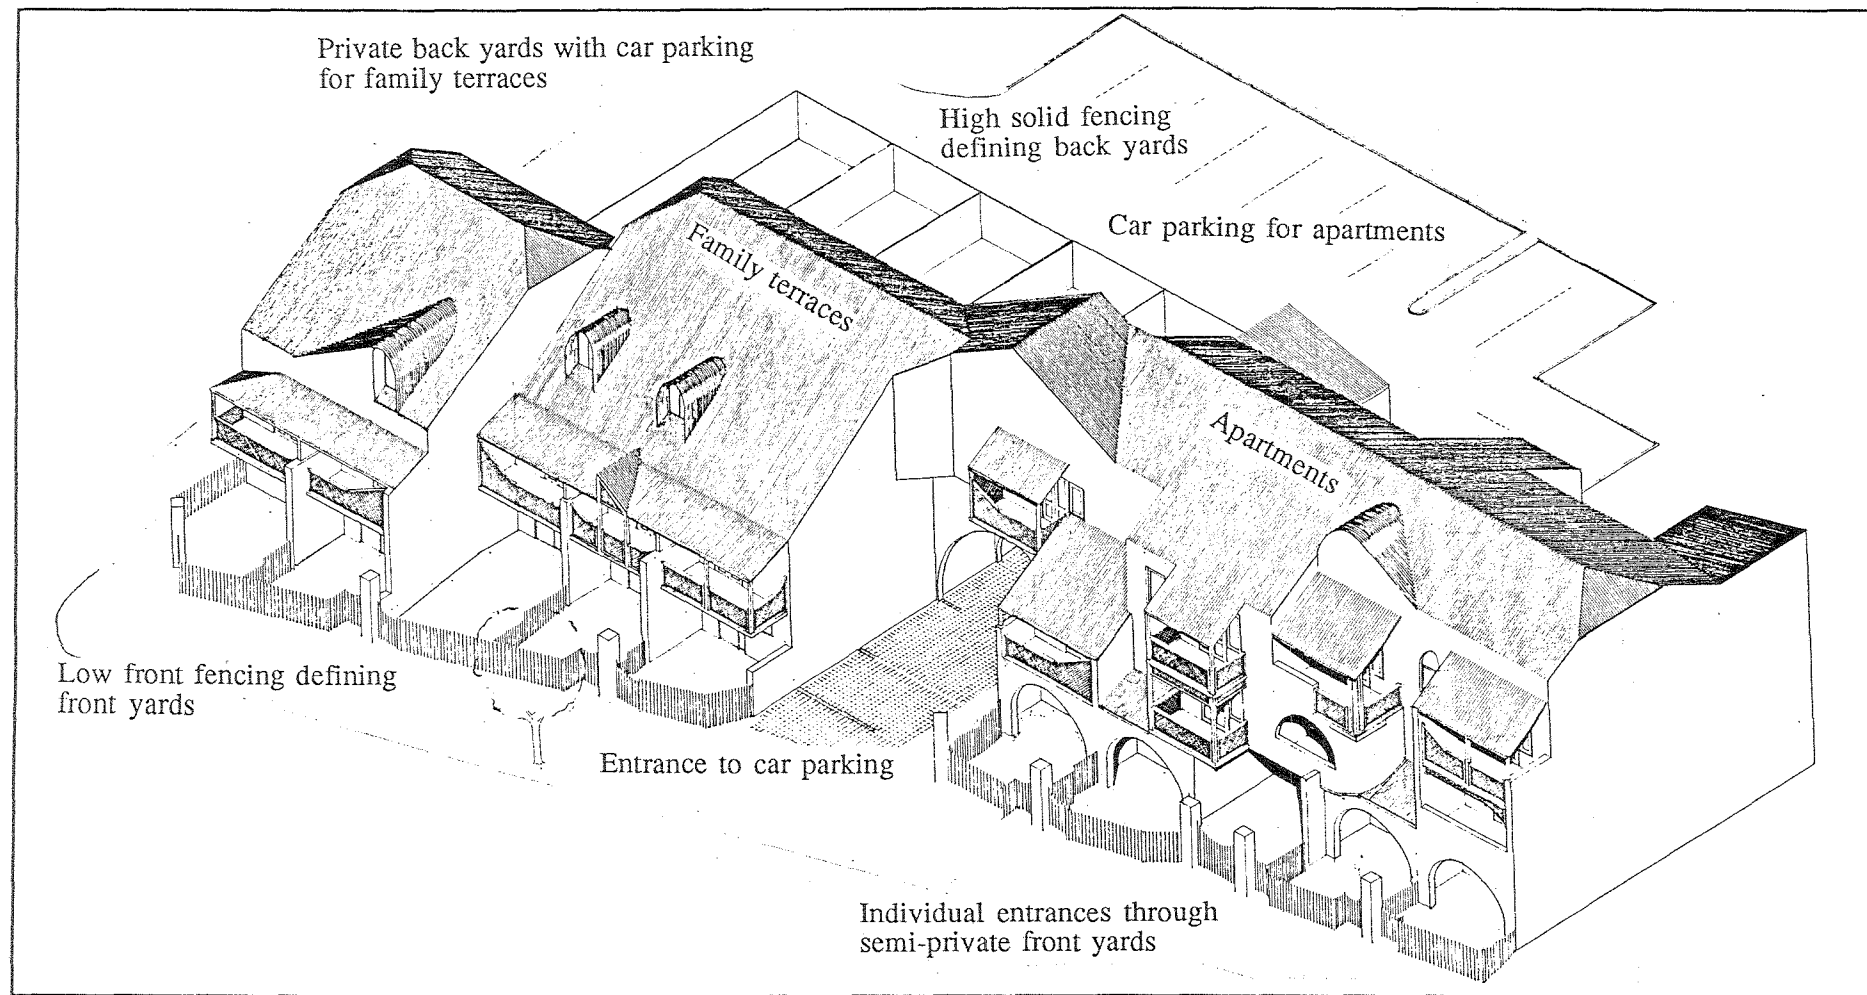 Private back yards with car parking
for family terraces
High solid fencing
defining back yards
Car parking for apartments
Family terraces
Apartments
Low front fencing defining
front yards
Entrance to car parking
Individual entrances through
semi-private front yards